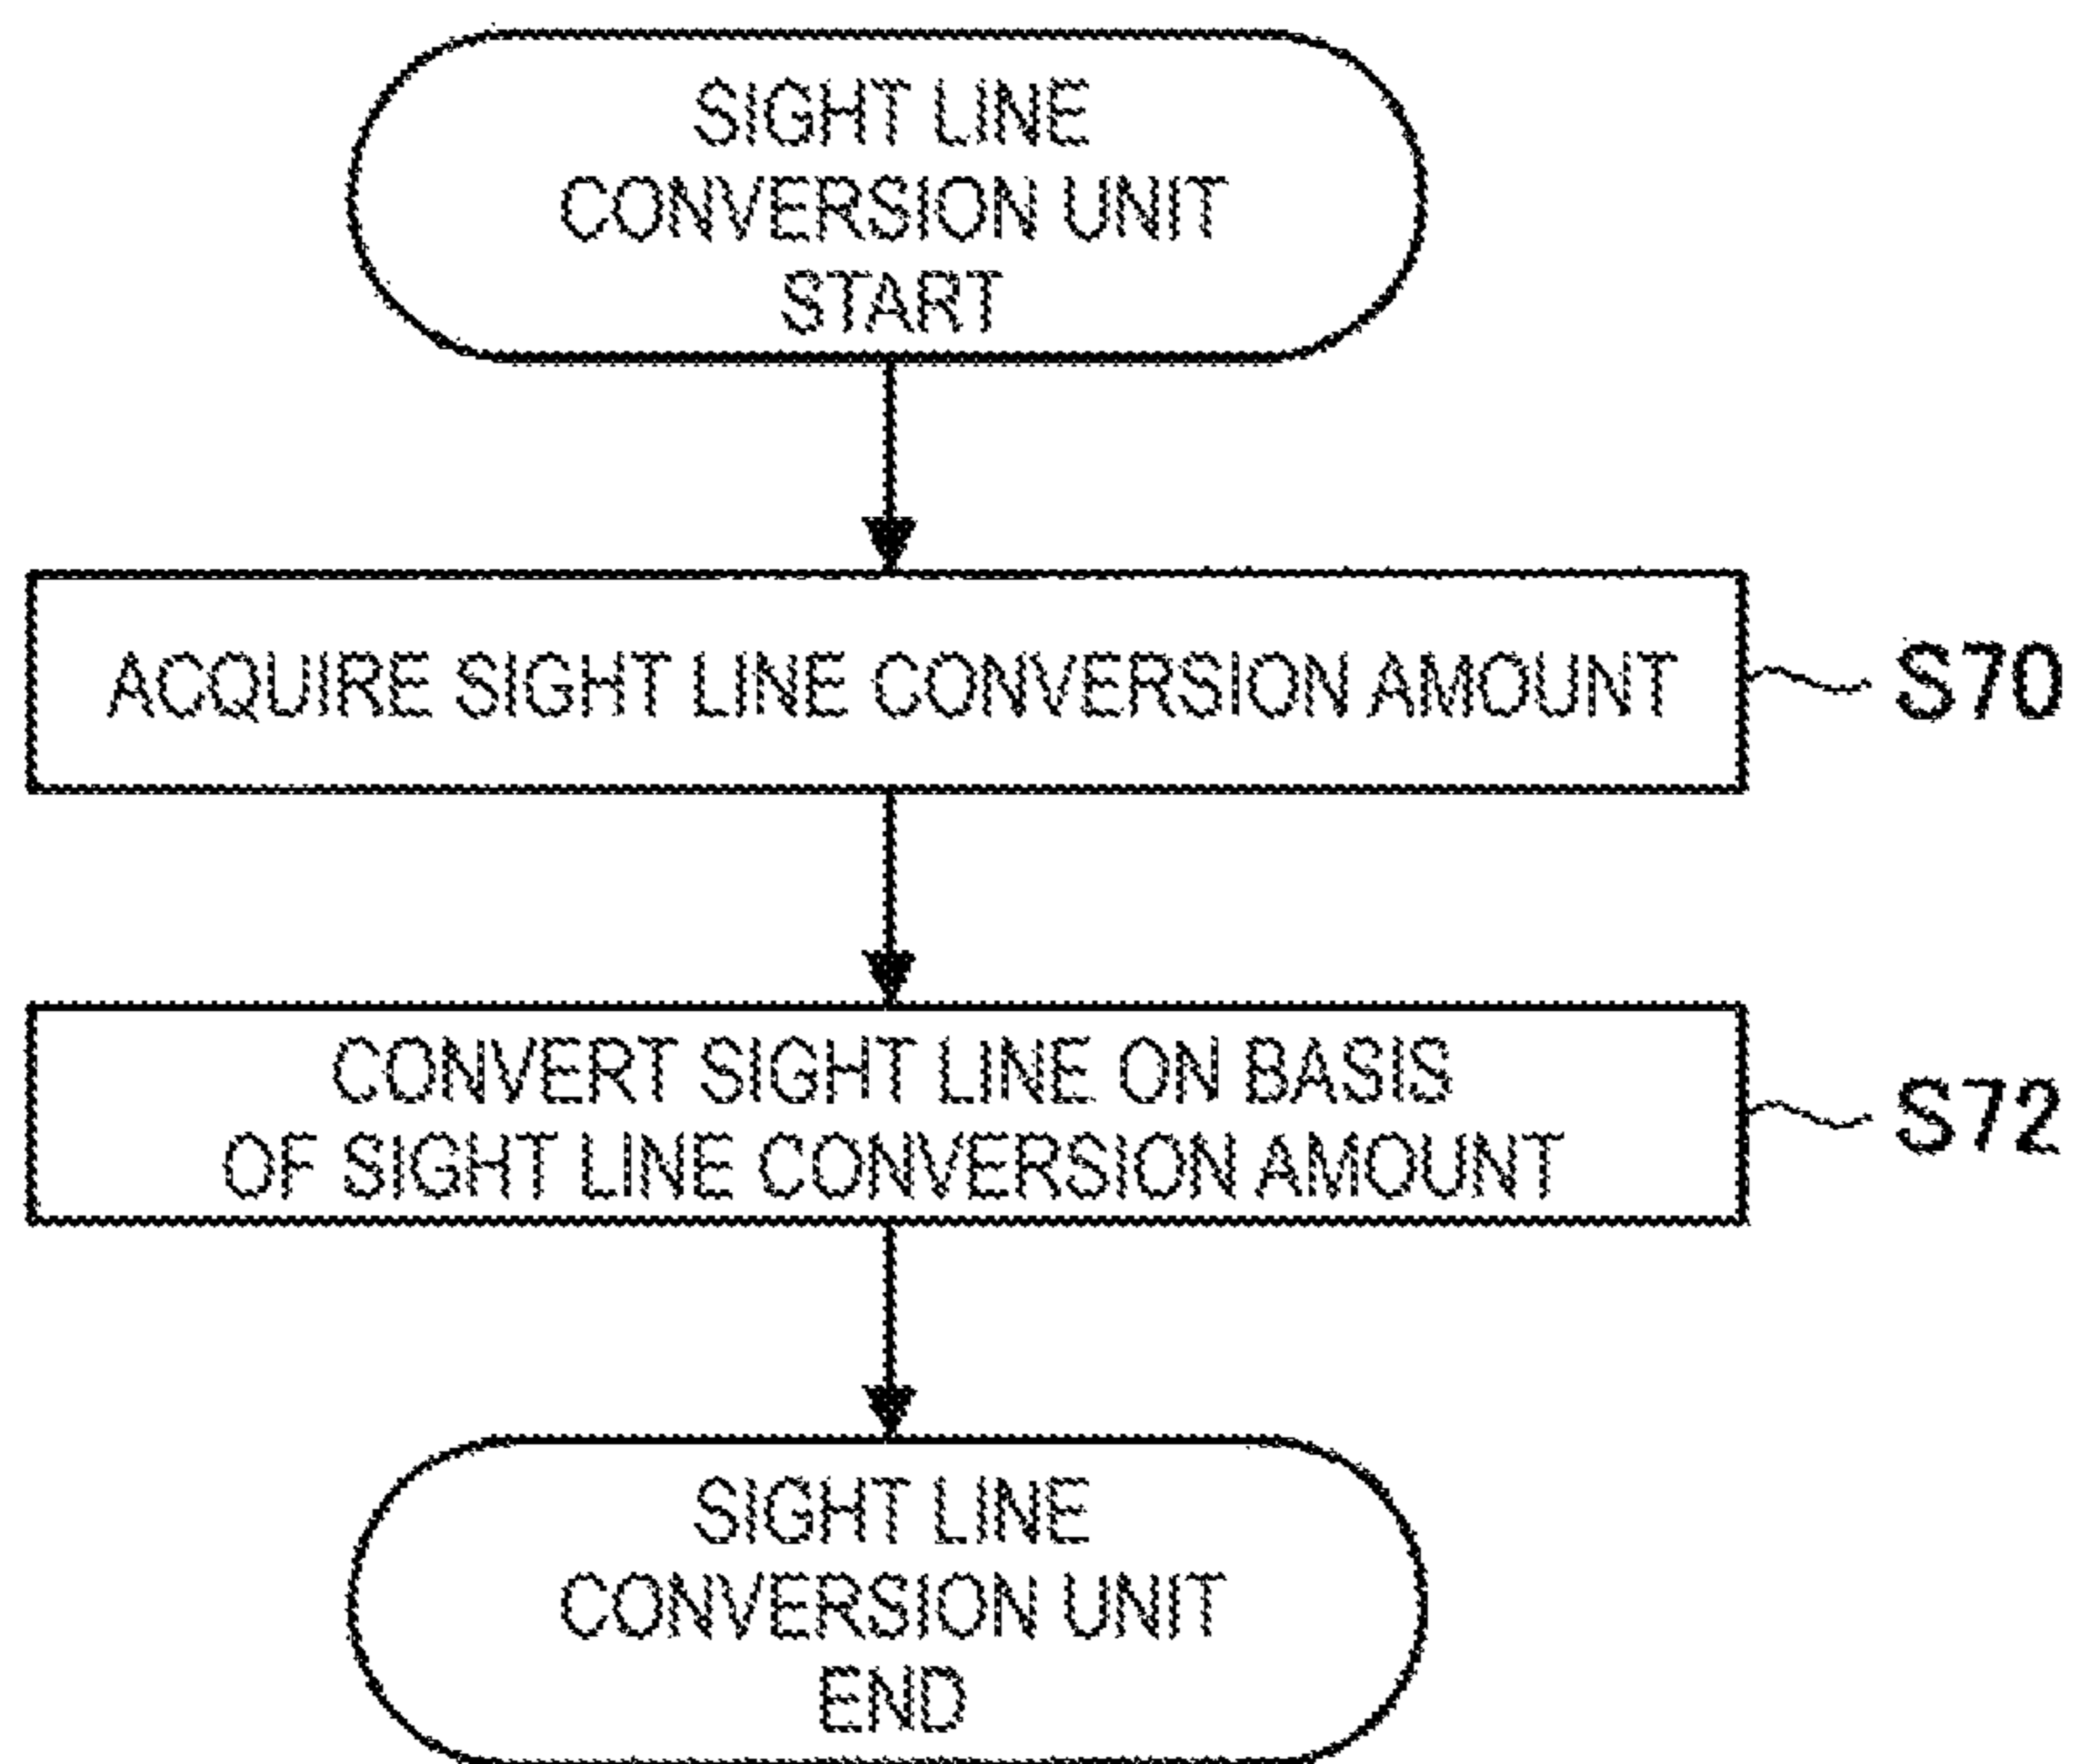 SIGHT LINE
CONVERSION UNIT
START
ACQUIRE SIGHT LINE CONVERSION AMOUNT
S70
CONVERT SIGHT LINE ON BASIS
OF SIGHT LINE CONVERSION AMOUNT
S72
SIGHT LINE
CONVERSION UNIT
END